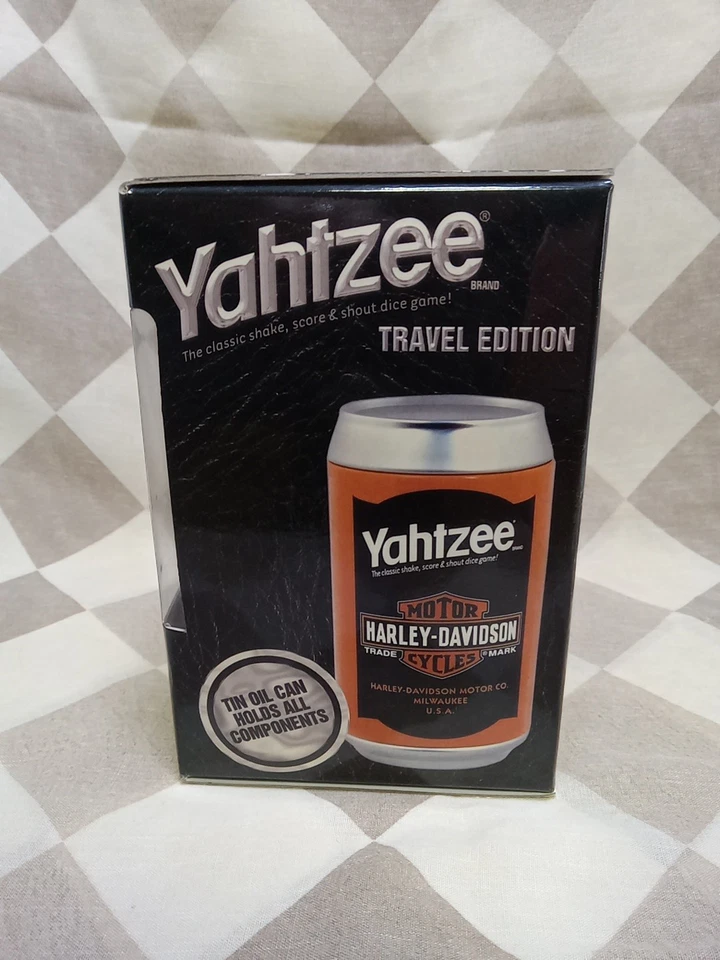 Yahtzee®
BRAND
The classic shake, score & shout dice game!
TRAVEL EDITION
Yahtzee
BRAND
The classic shake, score & shout dice game!
MOTOR
HARLEY-DAVIDSON
TRADE ® MARK
CYCLES
HARLEY-DAVIDSON MOTOR CO.
MILWAUKEE
U.S.A.
TIN OIL CAN
HOLDS ALL
COMPONENTS